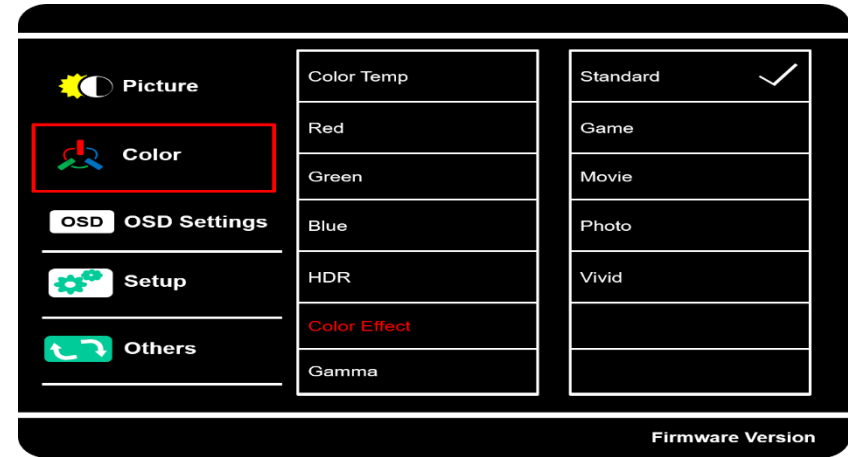 Picture
Color
OSD OSD Settings
Setup
Others
Color Temp
Red
Green
Blue
HDR
Color Effect
Gamma
Standard
Game
Movie
Photo
Vivid
Firmware Version